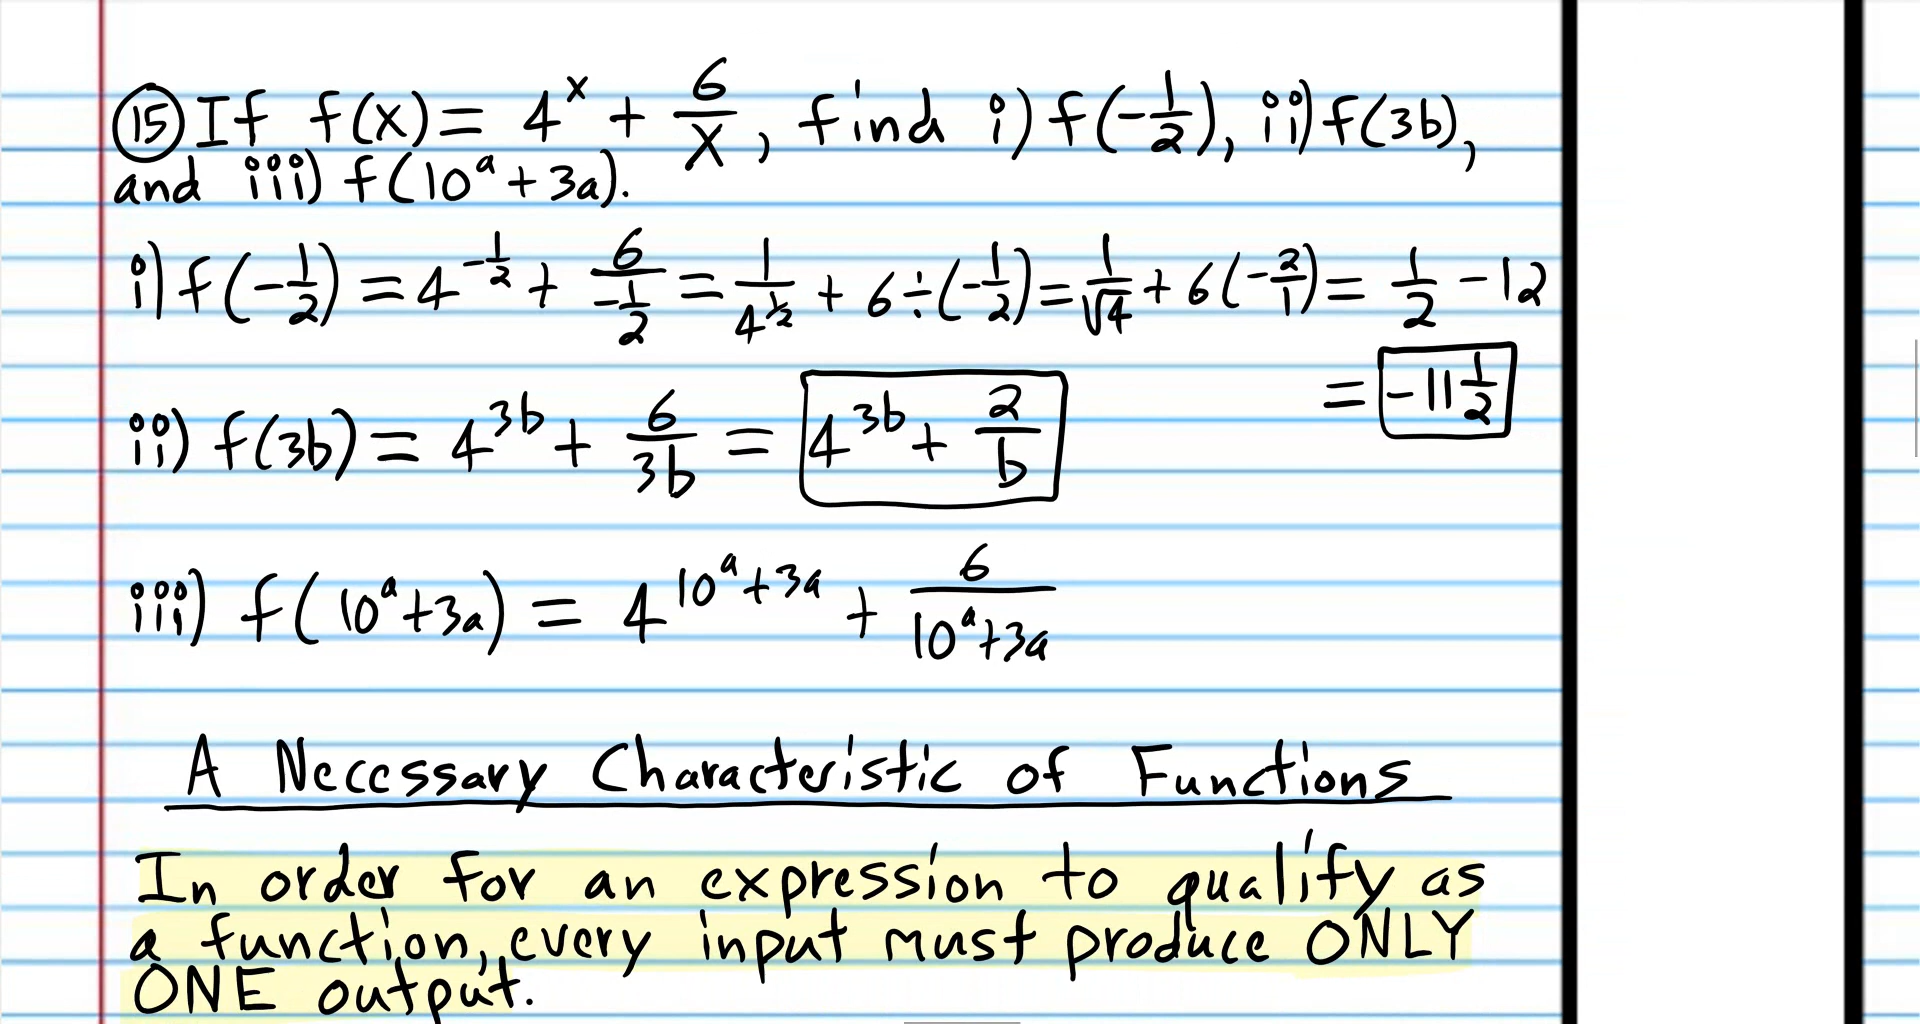 (15) If f(x) = 4^x + 6/x, find i) f(-1/2), ii) f(3b),
and iii) f(10^a + 3a).
i) f(-1/2) = 4^(-1/2) + 6/(-1/2) = 1/4^(1/2) + 6÷(-1/2) = 1/√4 + 6(-2/1) = 1/2 - 12
= -11 1/2
ii) f(3b) = 4^(3b) + 6/(3b) = 4^(3b) + 2/b
iii) f(10^a+3a) = 4^(10^a+3a) + 6/(10^a+3a)
A Necessary Characteristic of Functions
In order for an expression to qualify as
a function, every input must produce ONLY
ONE output.